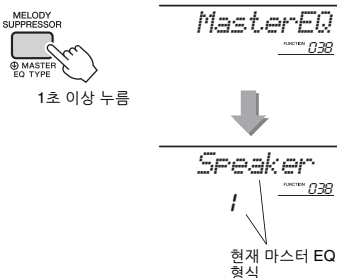 MELODY
SUPPRESSOR
MASTER
EQ TYPE
1초 이상 누름
MasterEQ
FUNCTION 038
Speaker
FUNCTION 038
1
현재 마스터 EQ
형식